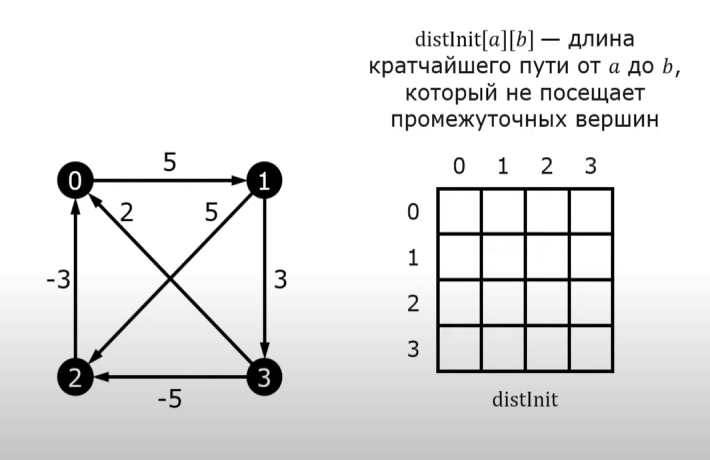 distInit[a][b] — длина
кратчайшего пути от a до b,
который не посещает
промежуточных вершин
5
0
1
2
5
-3
3
2
3
-5
0 1 2 3
0
1
2
3
distInit